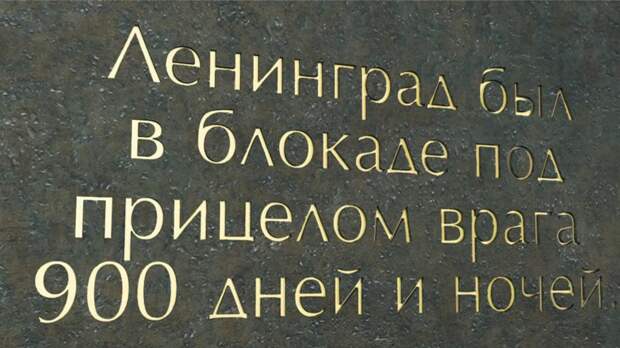 Ленинград был
в блокаде под
прицелом врага
900 дней и ночей.